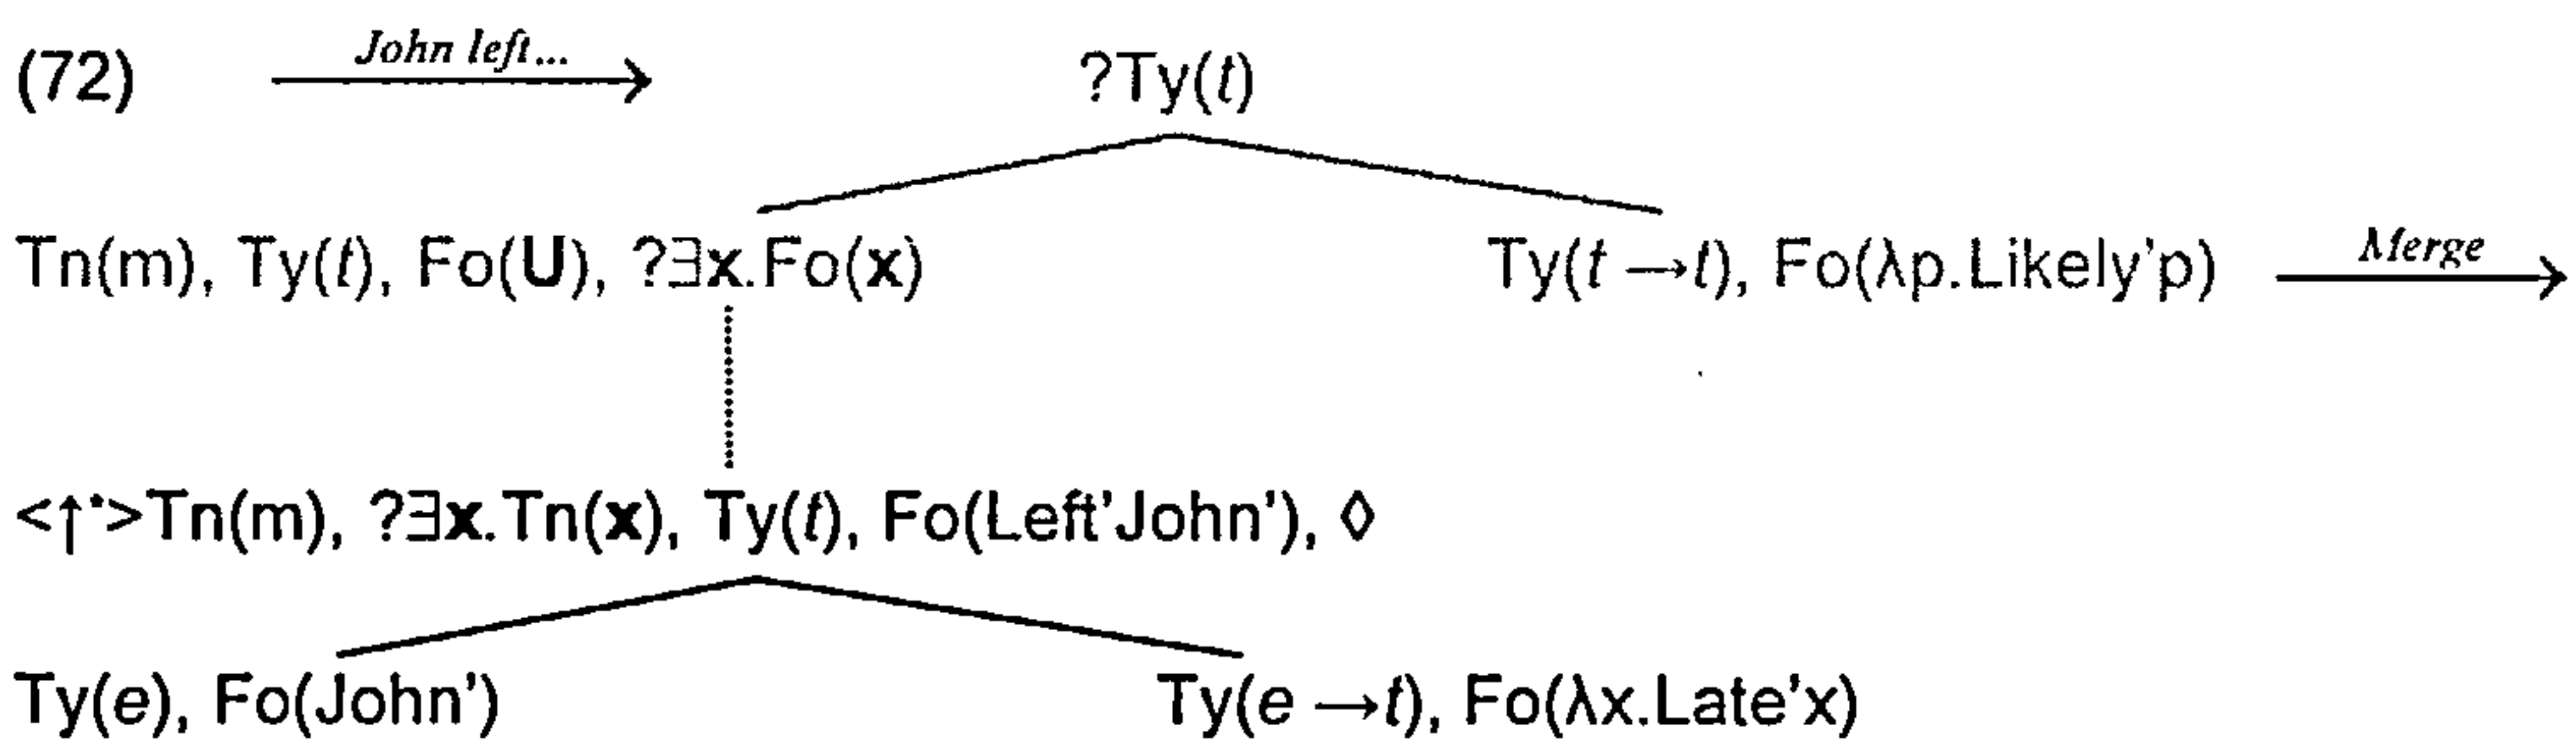 (72) John left... ?Ty(t)
Tn(m), Ty(t), Fo(U), ?∃x.Fo(x) Ty(t →t), Fo(λp.Likely'p) Merge
<↑*>Tn(m), ?∃x.Tn(x), Ty(t), Fo(Left'John'), ◊
Ty(e), Fo(John') Ty(e →t), Fo(λx.Late'x)